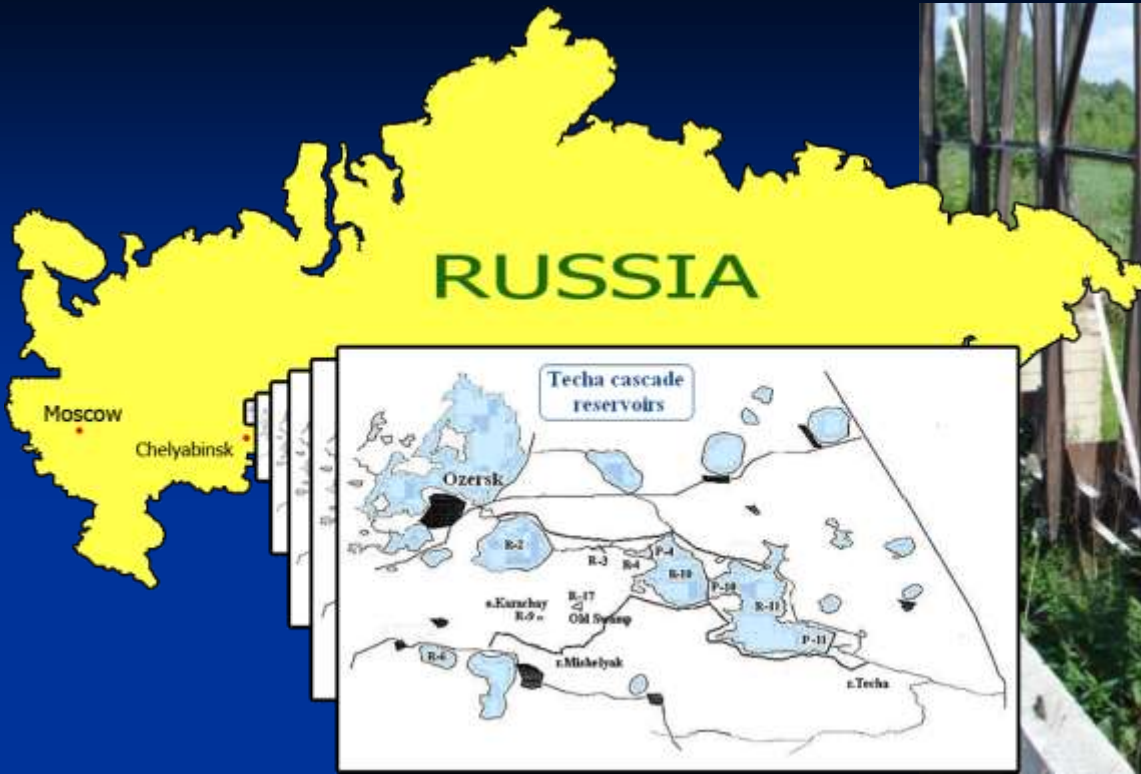 RUSSIA
Moscow
Chelyabinsk
Techa cascade
reservoirs
Ozersk
R-2
R-3
R-4
P-4
R-10
P-10
R-11
P-11
R-17
Old Swamp
o.Karachay
R-9
R-6
r.Mishelyak
r.Techa